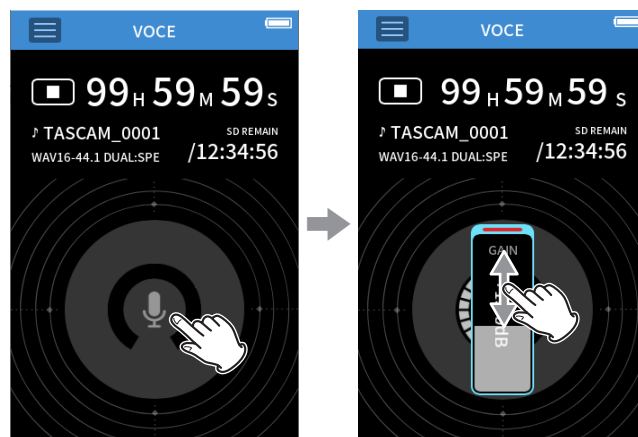 VOCE
99H59M59S
♪ TASCAM_0001
SD REMAIN
WAV16-44.1 DUAL:SPE
/12:34:56
VOCE
99H59M59S
♪ TASCAM_0001
SD REMAIN
WAV16-44.1 DUAL:SPE
/12:34:56
GAIN
dB